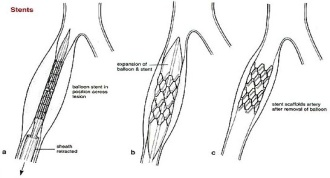 Stents
balloon stent in
position across
lesion
sheath
retracted
a
expansion of
balloon & stent
b
stent scaffolds artery
after removal of balloon
c